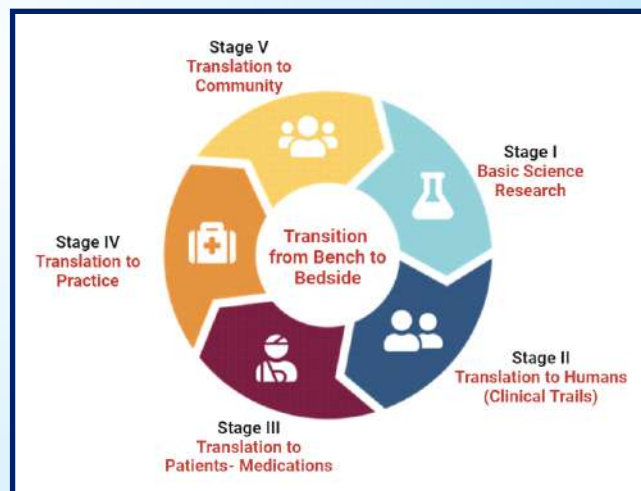 Stage V
Translation to
Community
Stage I
Basic Science
Research
Stage IV
Translation to
Practice
Transition
from Bench to
Bedside
Stage II
Translation to Humans
(Clinical Trails)
Stage III
Translation to
Patients- Medications